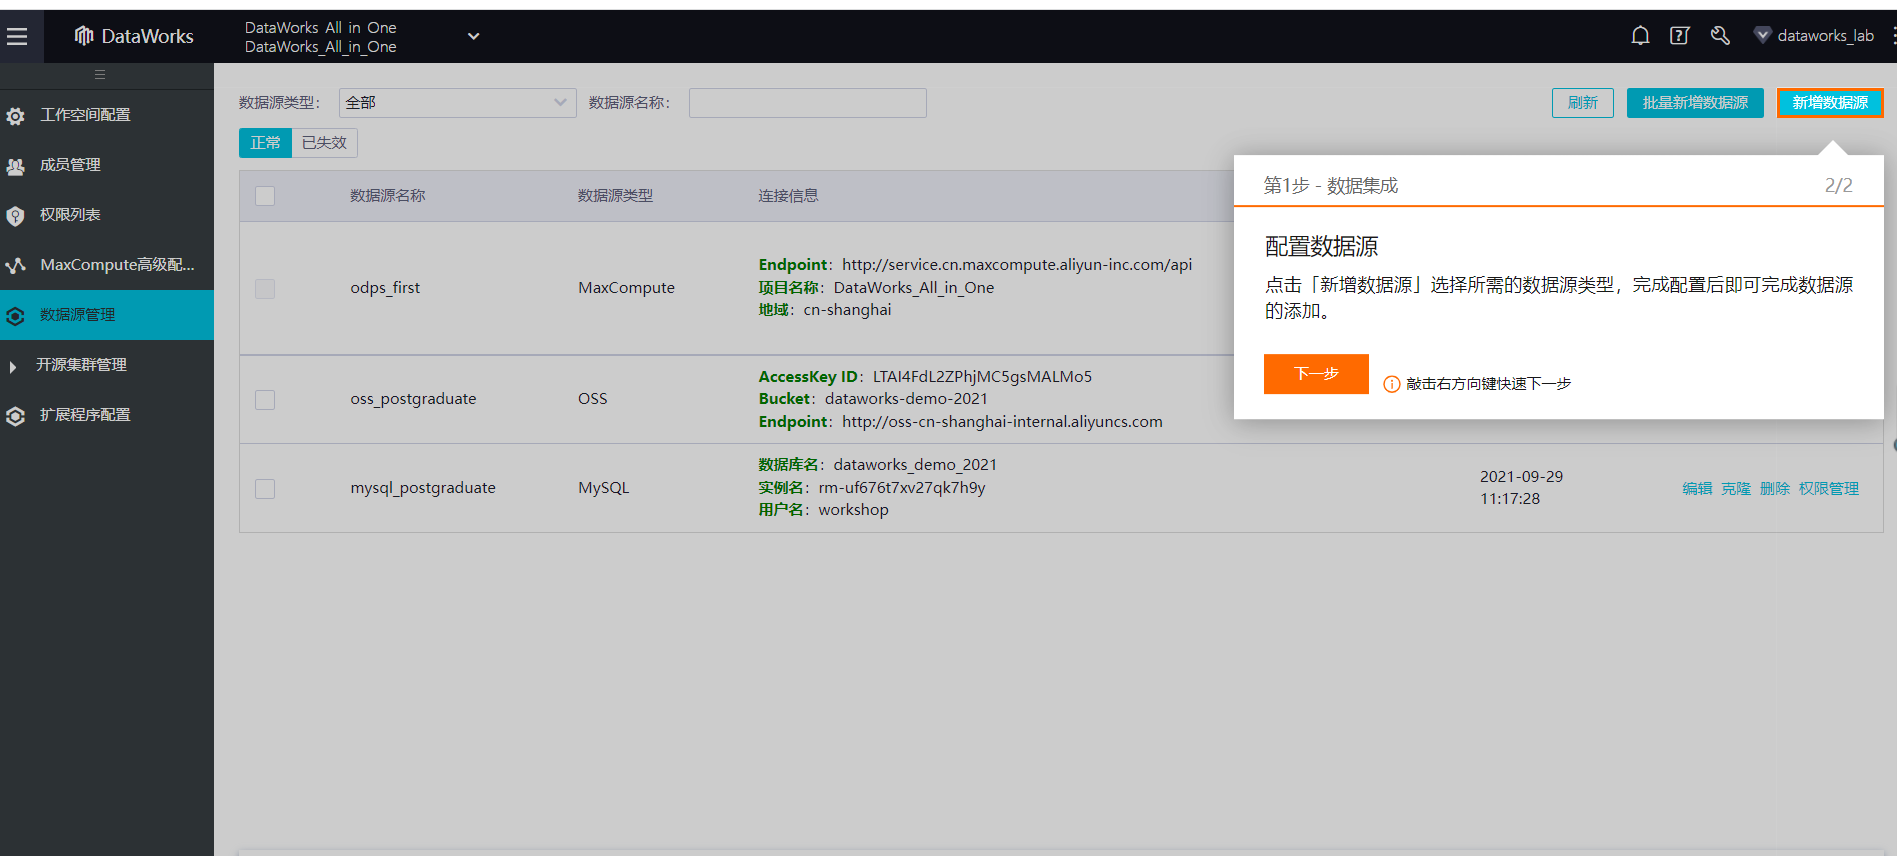 DataWorks
DataWorks All in One
DataWorks_All_in_One
dataworks_lab
工作空间配置
成员管理
权限列表
MaxCompute高级配...
数据源管理
开源集群管理
扩展程序配置
数据源类型： 全部 数据源名称：
刷新 批量新增数据源 新增数据源
正常 已失效
数据源名称 数据源类型 连接信息
odps_first MaxCompute
Endpoint：http://service.cn.maxcompute.aliyun-inc.com/api
项目名称：DataWorks_All_in_One
地域：cn-shanghai
oss_postgraduate OSS
AccessKey ID：LTAI4FdL2ZPhjMC5gsMALMo5
Bucket：dataworks-demo-2021
Endpoint：http://oss-cn-shanghai-internal.aliyuncs.com
mysql_postgraduate MySQL
数据库名：dataworks_demo_2021
实例名：rm-uf676t7xv27qk7h9y
用户名：workshop
2021-09-29
11:17:28
编辑 克隆 删除 权限管理
第1步 - 数据集成 2/2
配置数据源
点击「新增数据源」选择所需的数据源类型，完成配置后即可完成数据源
的添加。
下一步 敲击右方向键快速下一步